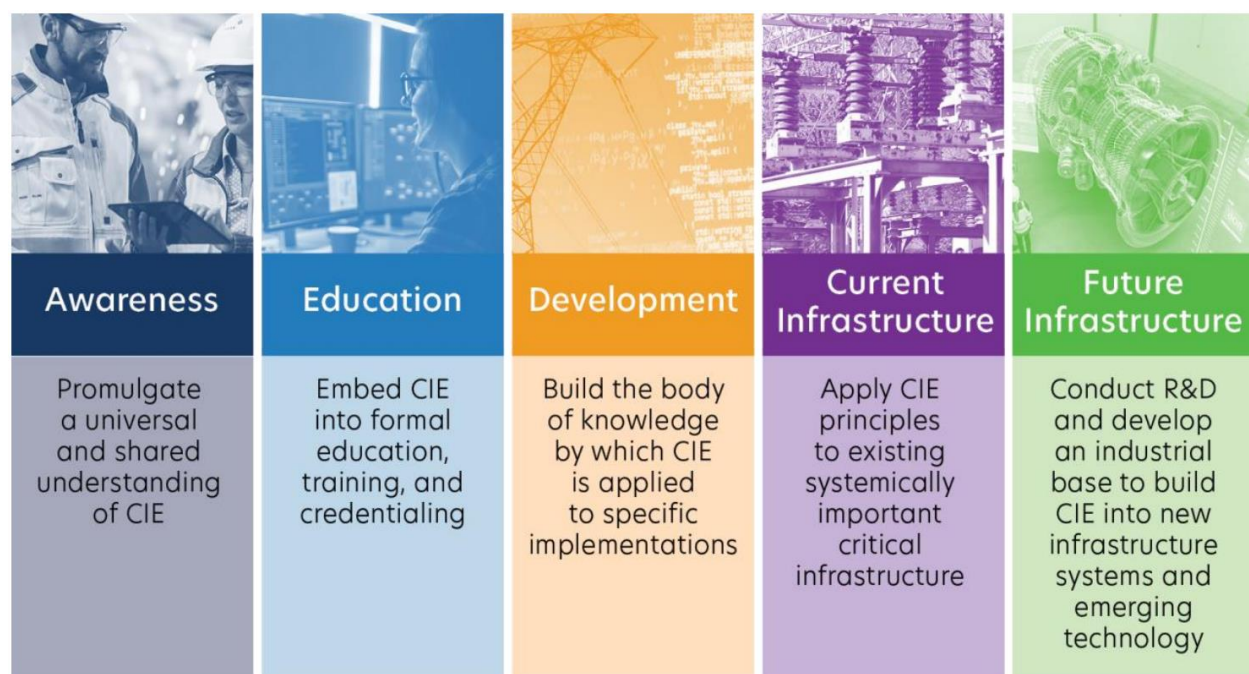 Awareness
Promulgate
a universal
and shared
understanding
of CIE
Education
Embed CIE
into formal
education,
training, and
credentialing
Development
Build the body
of knowledge
by which CIE
is applied
to specific
implementations
Current
Infrastructure
Apply CIE
principles
to existing
systemically
important
critical
infrastructure
Future
Infrastructure
Conduct R&D
and develop
an industrial
base to build
CIE into new
infrastructure
systems and
emerging
technology